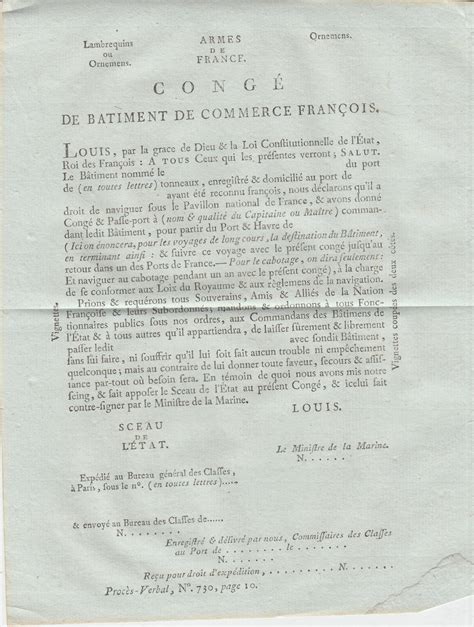 Lambrequins
ou
Ornemens.
ARMES
DE
FRANCE.
Ornemens.
CONGÉ
DE BATIMENT DE COMMERCE FRANÇOIS.
LOUIS, par la grace de Dieu & la Loi Constitutionnelle de l'État,
Roi des François : A TOUS Ceux qui les présentes verront ; SALUT.
Le Bâtiment nommé le du port
de (en toutes lettres) tonneaux, enregistré & domicilié au port de
ayant été reconnu françois, nous déclarons qu'il a
droit de naviguer sous le Pavillon national de France, & avons donné
Congé & Passe-port à (nom & qualité du Capitaine ou Maître) comman-
dant ledit Bâtiment, pour partir du Port & Havre de
(Ici on énoncera, pour les voyages de long cours, la destination du Bâtiment,
en terminant ainsi : & suivre ce voyage avec le présent congé jusqu'au
retour dans un des Ports de France.— Pour le cabotage, on dira seulement :
Et naviguer au cabotage pendant un an avec le présent congé), à la charge
de se conformer aux Loix du Royaume & aux règlemens de la navigation.
Prions & requérons tous Souverains, Amis & Alliés de la Nation
Françoise & leurs Subordonnés ; mandons & ordonnons à tous Fonc-
tionnaires publics sous nos ordres, aux Commandans des Bâtimens de
l'État & à tous autres qu'il appartiendra, de laisser sûrement & librement
passer ledit avec sondit Bâtiment,
sans lui faire, ni souffrir qu'il lui soit fait aucun trouble ni empêchement
quelconque ; mais au contraire de lui donner toute faveur, secours & assis-
tance par-tout où besoin sera. En témoin de quoi nous avons mis notre
seing, & fait apposer le Sceau de l'État au présent Congé, & icelui fait
contre-signer par le Ministre de la Marine.
Vignettes.
Vignettes coupées des deux côtés.
LOUIS.
SCEAU
DE
L'ÉTAT.
Le Ministre de la Marine.
N. . . . . . .
Expédié au Bureau général des Classes,
à Paris, sous le n°. (en toutes lettres).....
& envoyé au Bureau des Classes de......
Enregistré & délivré par nous, Commissaires des Classes
au Port de . . . . . . . . . le . . . . . . .
N. . . . . . .
Reçu pour droit d'expédition, . . . . . . . . . .
N. . . . . . .
Procès-Verbal, N°. 730, page 10.